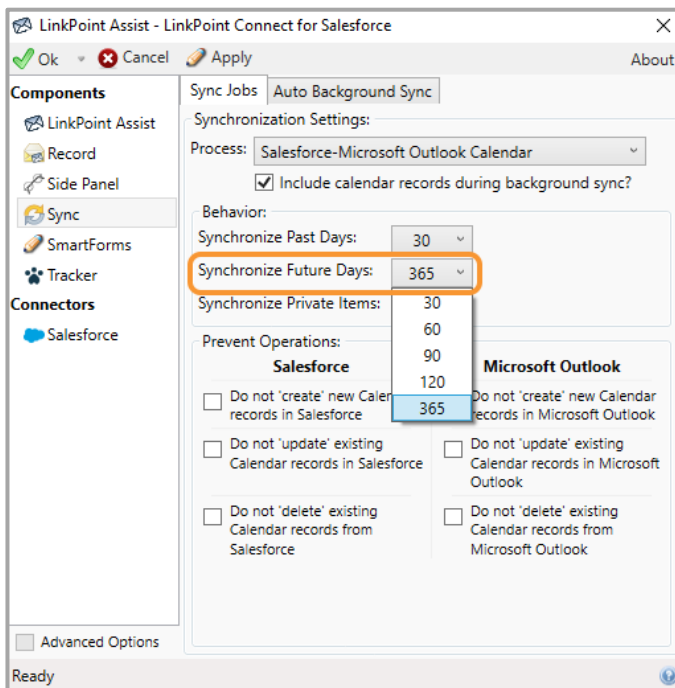 LinkPoint Assist - LinkPoint Connect for Salesforce
Ok Cancel Apply About
Components
LinkPoint Assist
Record
Side Panel
Sync
SmartForms
Tracker
Connectors
Salesforce
Advanced Options
Sync Jobs Auto Background Sync
Synchronization Settings:
Process: Salesforce-Microsoft Outlook Calendar
Include calendar records during background sync?
Behavior:
Synchronize Past Days: 30
Synchronize Future Days: 365
Synchronize Private Items:
30
60
90
120
365
Prevent Operations:
Salesforce
Do not 'create' new Calen
records in Salesforce
Do not 'update' existing
Calendar records in Salesforce
Do not 'delete' existing
Calendar records from
Salesforce
Microsoft Outlook
Do not 'create' new Calendar
records in Microsoft Outlook
Do not 'update' existing
Calendar records in Microsoft
Outlook
Do not 'delete' existing
Calendar records from
Microsoft Outlook
Ready